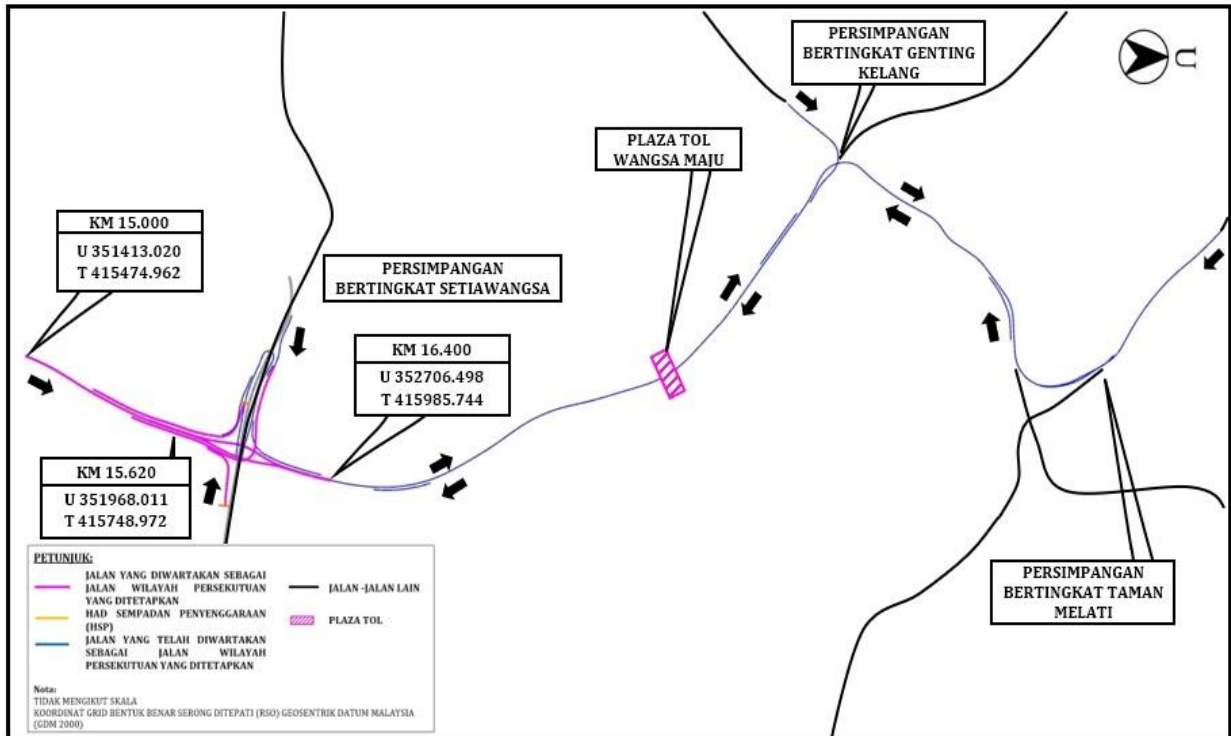 PERSIMPANGAN
BERTINGKAT GENTING
KELANG
U
PLAZA TOL
WANGSA MAJU
KM 15.000
U 351413.020
T 415474.962
PERSIMPANGAN
BERTINGKAT SETIAWANGSA
KM 16.400
U 352706.498
T 415985.744
KM 15.620
U 351968.011
T 415748.972
PERSIMPANGAN
BERTINGKAT TAMAN
MELATI
PETUNJUK:
JALAN YANG DIWARTAKAN SEBAGAI
JALAN WILAYAH PERSEKUTUAN
YANG DITETAPKAN
HAD SEMPADAN PENYENGGARAAN
(HSP)
JALAN YANG TELAH DIWARTAKAN
SEBAGAI JALAN WILAYAH
PERSEKUTUAN YANG DITETAPKAN
JALAN -JALAN LAIN
PLAZA TOL
Nota:
TIDAK MENGIKUT SKALA
KOORDINAT GRID BENTUK BENAR SERONG DITEPATI (RSO) GEOSENTRIK DATUM MALAYSIA
(GDM 2000)